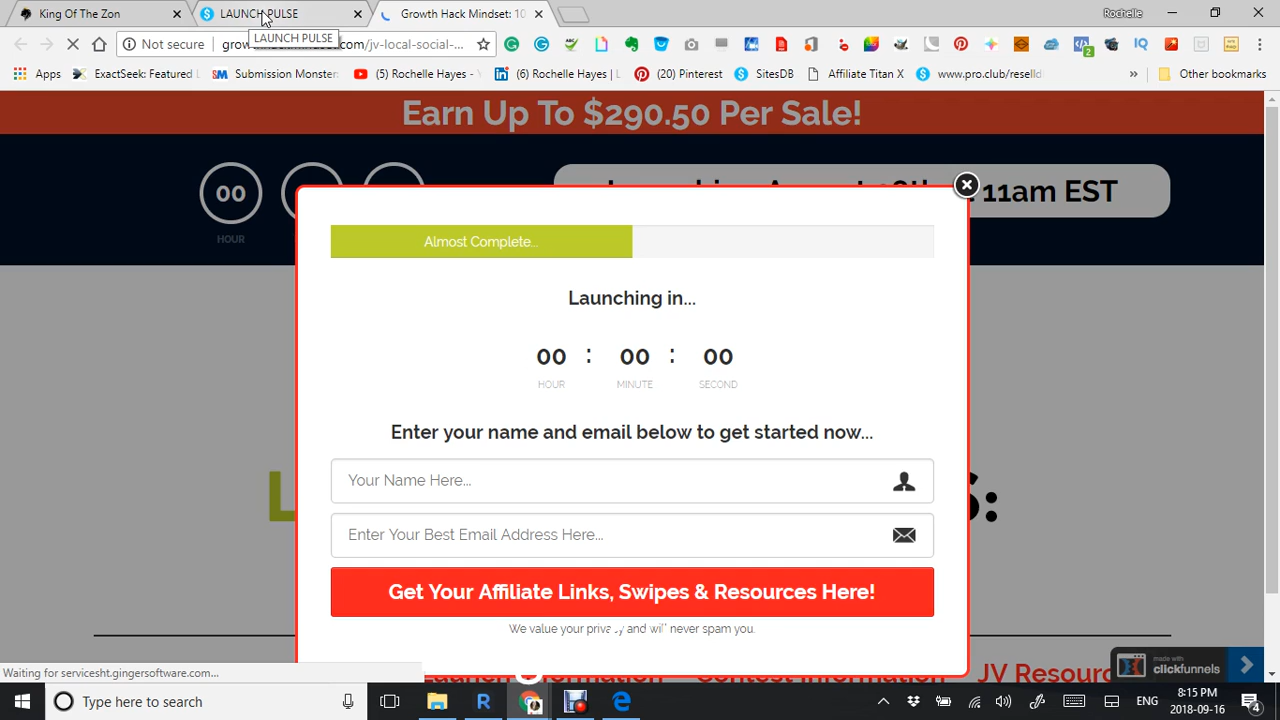 King Of The Zon
LAUNCH PULSE
Growth Hack Mindset: 10
Rochelle
LAUNCH PULSE
Not secure
.com/jv-local-social-...
Apps
ExactSeek Featured L
Submission Monster
(5) Rochelle Hayes -
(6) Rochelle Hayes | L
(20) Pinterest
SitesDB
Affiliate Titan X
www.pro.club/reselld
»
Other bookmarks
Earn Up To $290.50 Per Sale!
00
HOUR
11am EST
Almost Complete...
Launching in...
00 : 00 : 00
HOUR MINUTE SECOND
Enter your name and email below to get started now...
Your Name Here...
Enter Your Best Email Address Here...
Get Your Affiliate Links, Swipes & Resources Here!
We value your privacy and will never spam you.
made with
clickfunnels
Waiting for servicesht.gingersoftware.com...
Type here to search
ENG
8:15 PM
2018-09-16
4